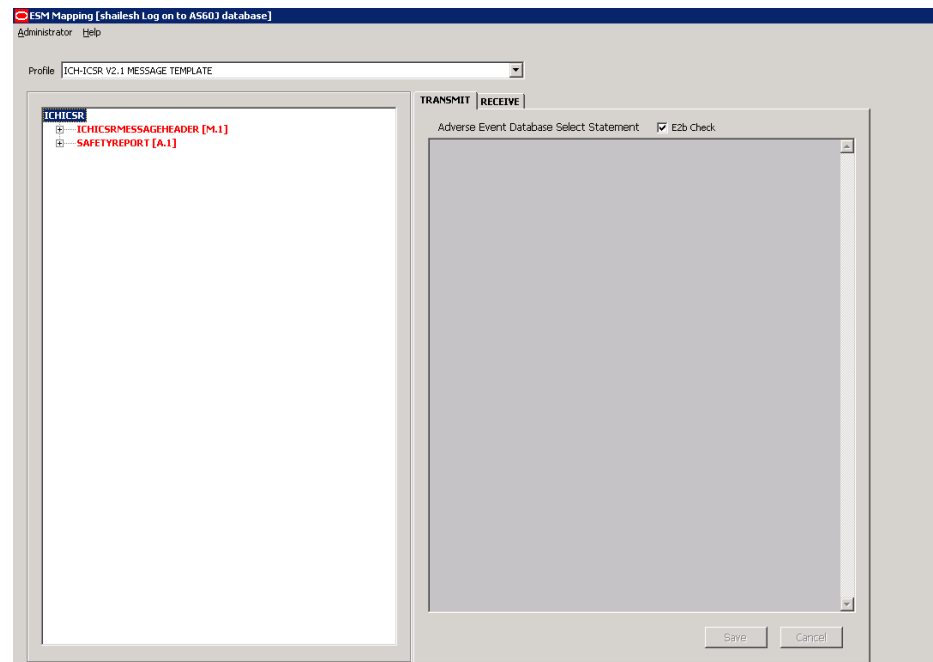 ESM Mapping [shailesh Log on to AS60J database]
Administrator Help
Profile ICH-ICSR V2.1 MESSAGE TEMPLATE
TRANSMIT RECEIVE
ICHICSR
ICHICSRMESSAGEHEADER [M.1]
SAFETYREPORT [A.1]
Adverse Event Database Select Statement E2b Check
Save Cancel